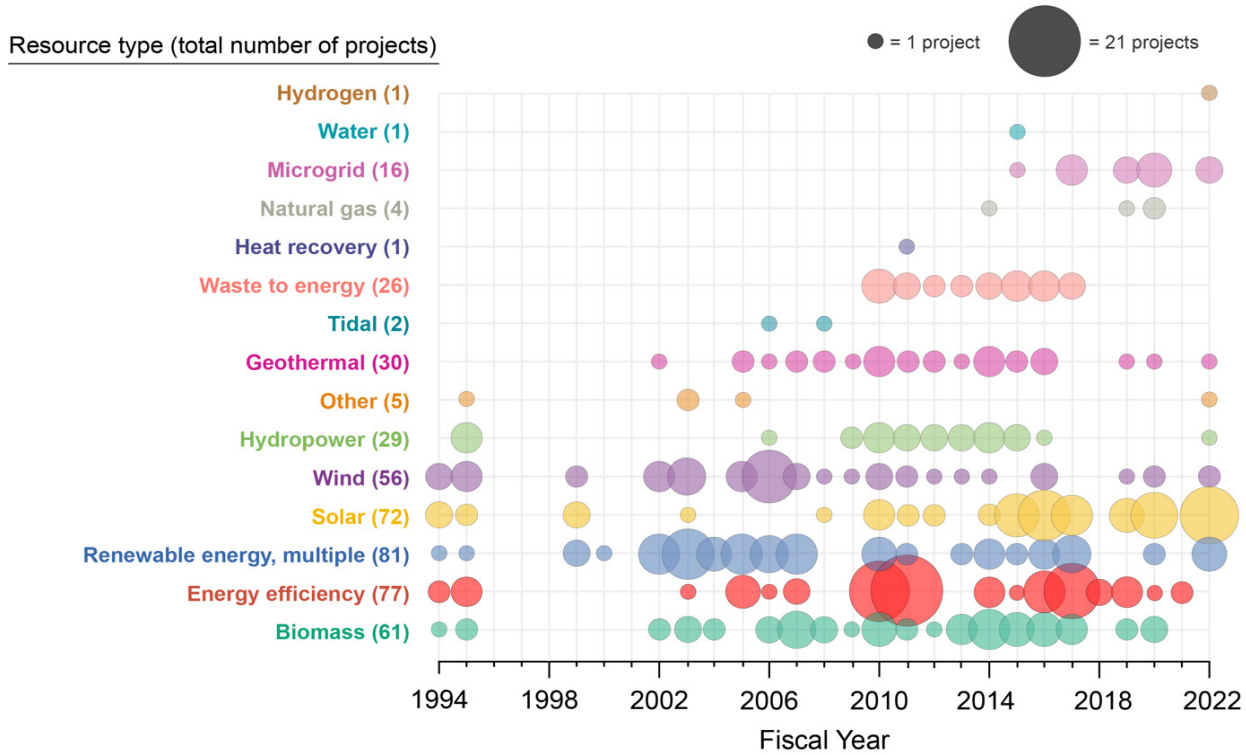 Resource type (total number of projects)
= 1 project
= 21 projects
Hydrogen (1)
Water (1)
Microgrid (16)
Natural gas (4)
Heat recovery (1)
Waste to energy (26)
Tidal (2)
Geothermal (30)
Other (5)
Hydropower (29)
Wind (56)
Solar (72)
Renewable energy, multiple (81)
Energy efficiency (77)
Biomass (61)
1994 1998 2002 2006 2010 2014 2018 2022
Fiscal Year